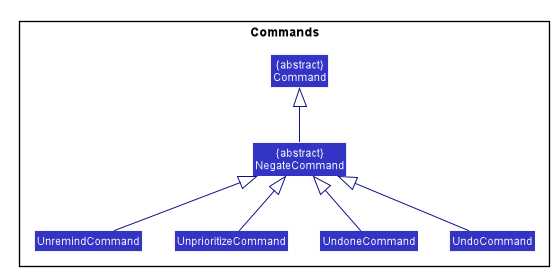 Commands
{abstract}
Command
{abstract}
NegateCommand
UnremindCommand
UnprioritizeCommand
UndoneCommand
UndoCommand